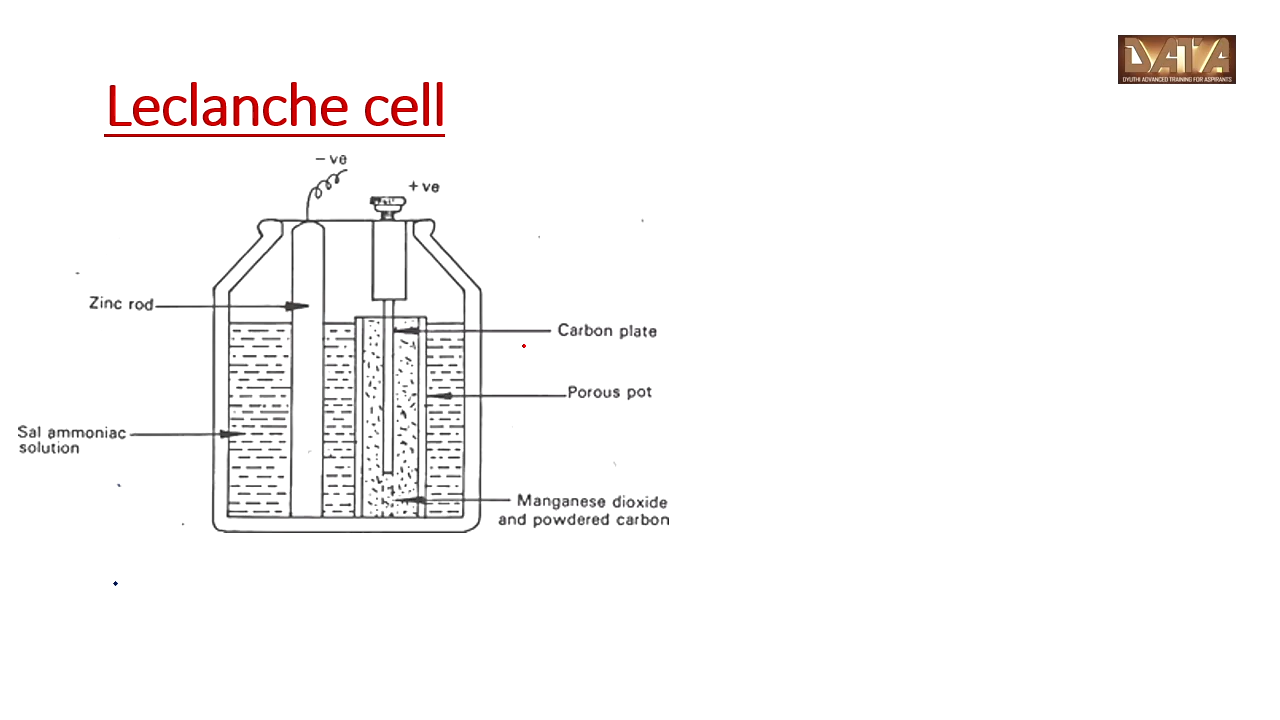 DATA
DYUTHI ADVANCED TRAINING FOR ASPIRANTS
Leclanche cell
– ve
+ ve
Zinc rod
Carbon plate
Porous pot
Sal ammoniac
solution
Manganese dioxide
and powdered carbon